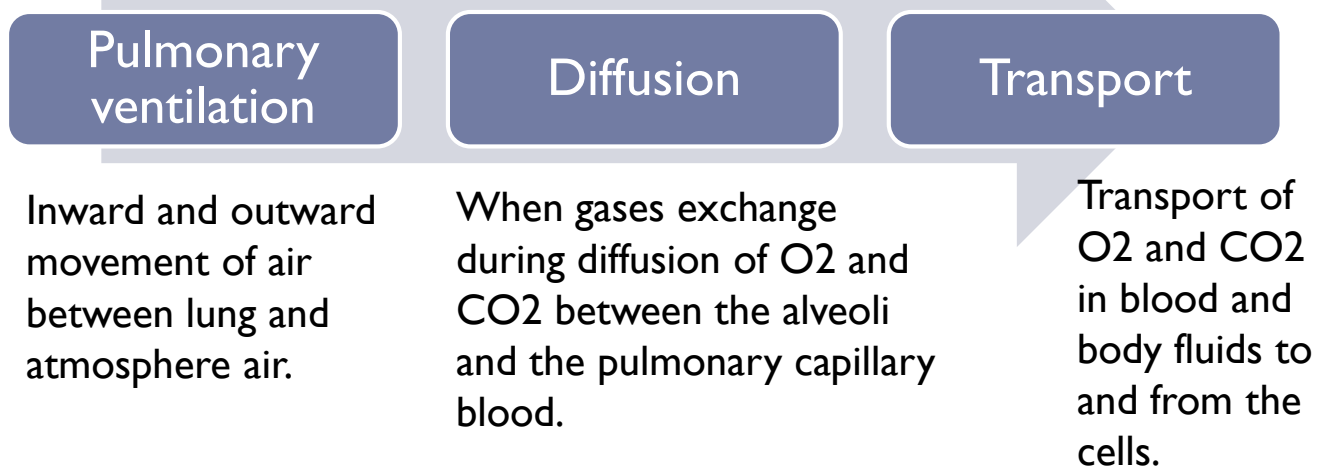 Pulmonary
ventilation
Diffusion
Transport
Inward and outward
movement of air
between lung and
atmosphere air.
When gases exchange
during diffusion of O2 and
CO2 between the alveoli
and the pulmonary capillary
blood.
Transport of
O2 and CO2
in blood and
body fluids to
and from the
cells.